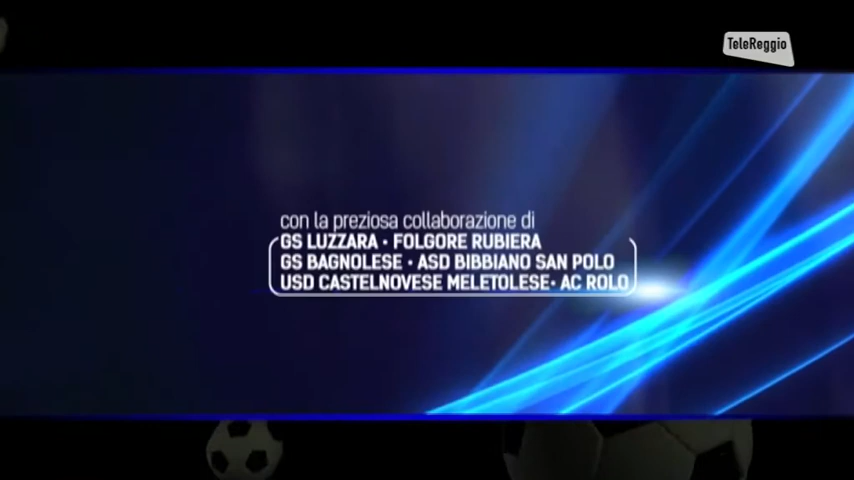 TeleReggio
con la preziosa collaborazione di
GS LUZZARA • FOLGORE RUBIERA
GS BAGNOLESE • ASD BIBBIANO SAN POLO
USD CASTELNOVESE MELETOLESE• AC ROLO